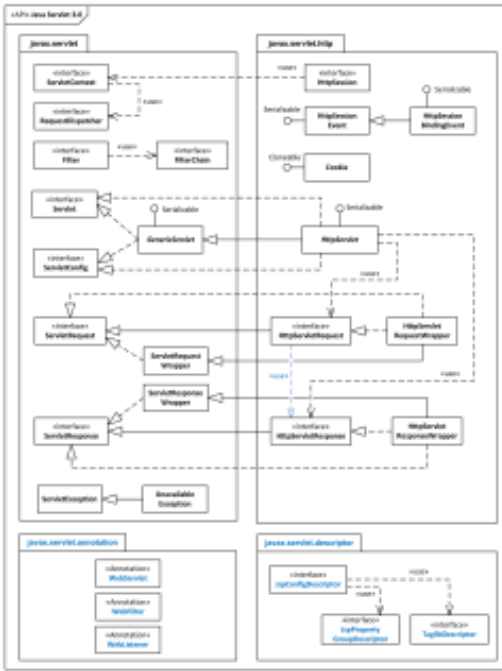 «API» Java Servlet 3.0
javax.servlet
javax.servlet.http
«interface»
ServletContext
«interface»
HttpSession
«use»
Serializable
«interface»
RequestDispatcher
«use»
Serializable
HttpSession
Event
HttpSession
BindingEvent
«interface»
Filter
«use»
«interface»
FilterChain
Cloneable
Cookie
«interface»
Servlet
Serializable
Serializable
GenericServlet
HttpServlet
«interface»
ServletConfig
«use»
«use»
«interface»
ServletRequest
«interface»
HttpServletRequest
HttpServlet
RequestWrapper
ServletRequest
Wrapper
«use»
ServletResponse
Wrapper
«interface»
ServletResponse
«interface»
HttpServletResponse
HttpServlet
ResponseWrapper
ServletException
Unavailable
Exception
javax.servlet.annotation
javax.servlet.descriptor
«Annotation»
WebServlet
«interface»
JspConfigDescriptor
«use»
«use»
«Annotation»
WebFilter
«interface»
JspProperty
GroupDescriptor
«interface»
TaglibDescriptor
«Annotation»
WebListener